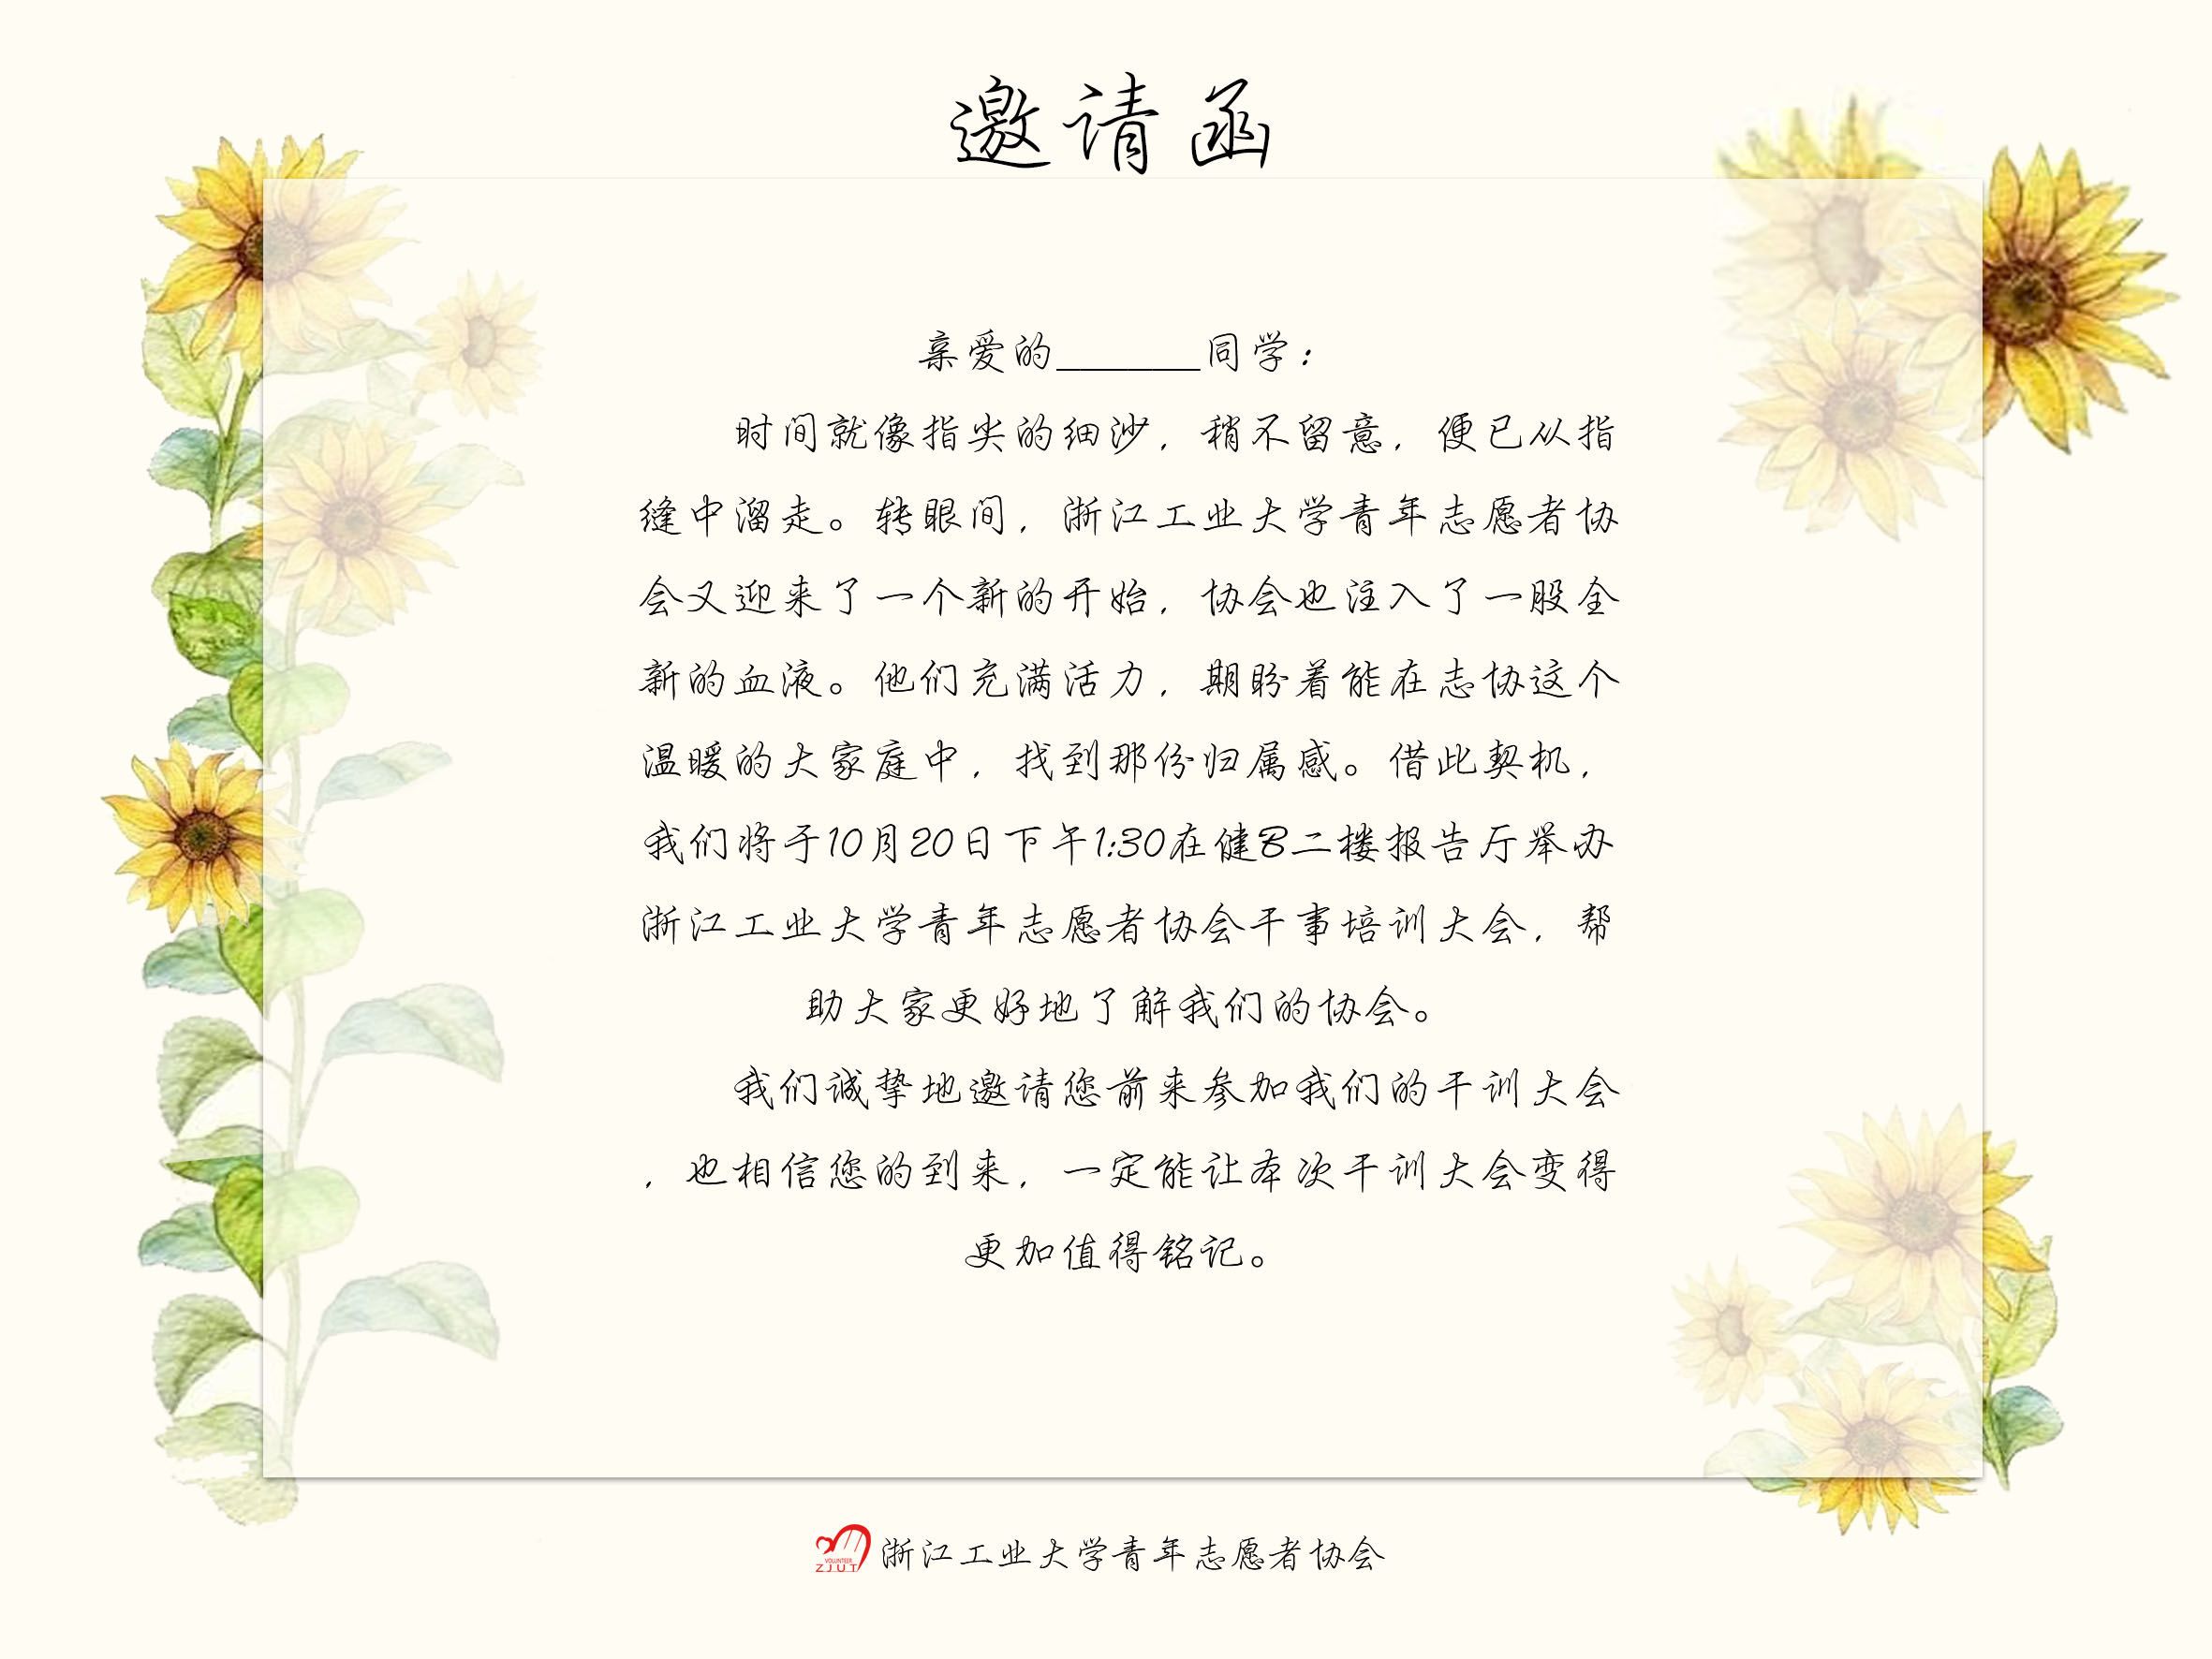 邀请函
亲爱的______同学：
时间就像指尖的细沙，稍不留意，便已从指
缝中溜走。转眼间，浙江工业大学青年志愿者协
会又迎来了一个新的开始，协会也注入了一股全
新的血液。他们充满活力，期盼着能在志协这个
温暖的大家庭中，找到那份归属感。借此契机，
我们将于10月20日下午1:30在健B二楼报告厅举办
浙江工业大学青年志愿者协会干事培训大会，帮
助大家更好地了解我们的协会。
我们诚挚地邀请您前来参加我们的干训大会
，也相信您的到来，一定能让本次干训大会变得
更加值得铭记。
VOLUNTEER
ZJUT
浙江工业大学青年志愿者协会